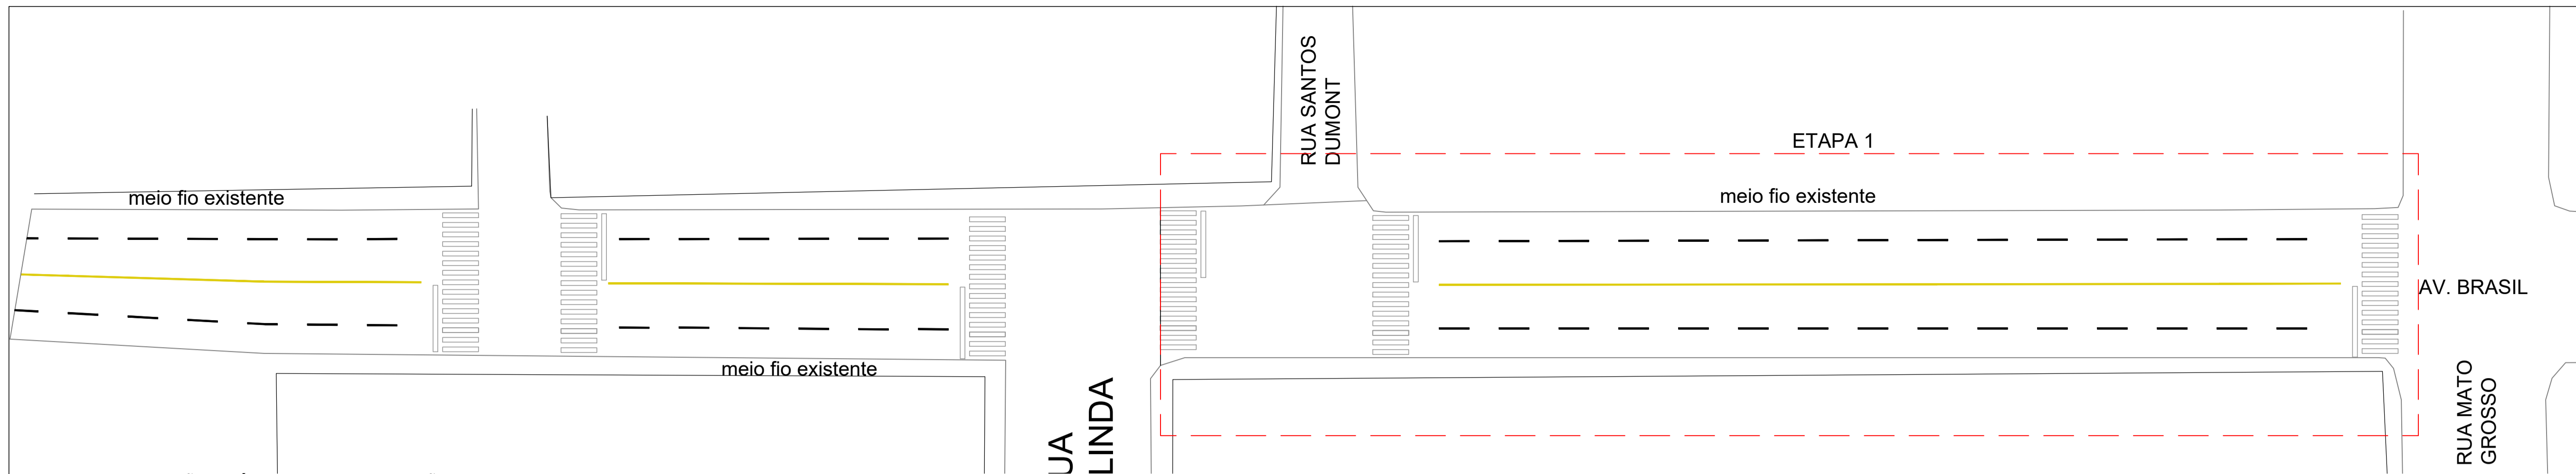 RUA SANTOS
DUMONT
ETAPA 1
meio fio existente
meio fio existente
AV. BRASIL
meio fio existente
RUA MATO
GROSSO
UA
LINDA